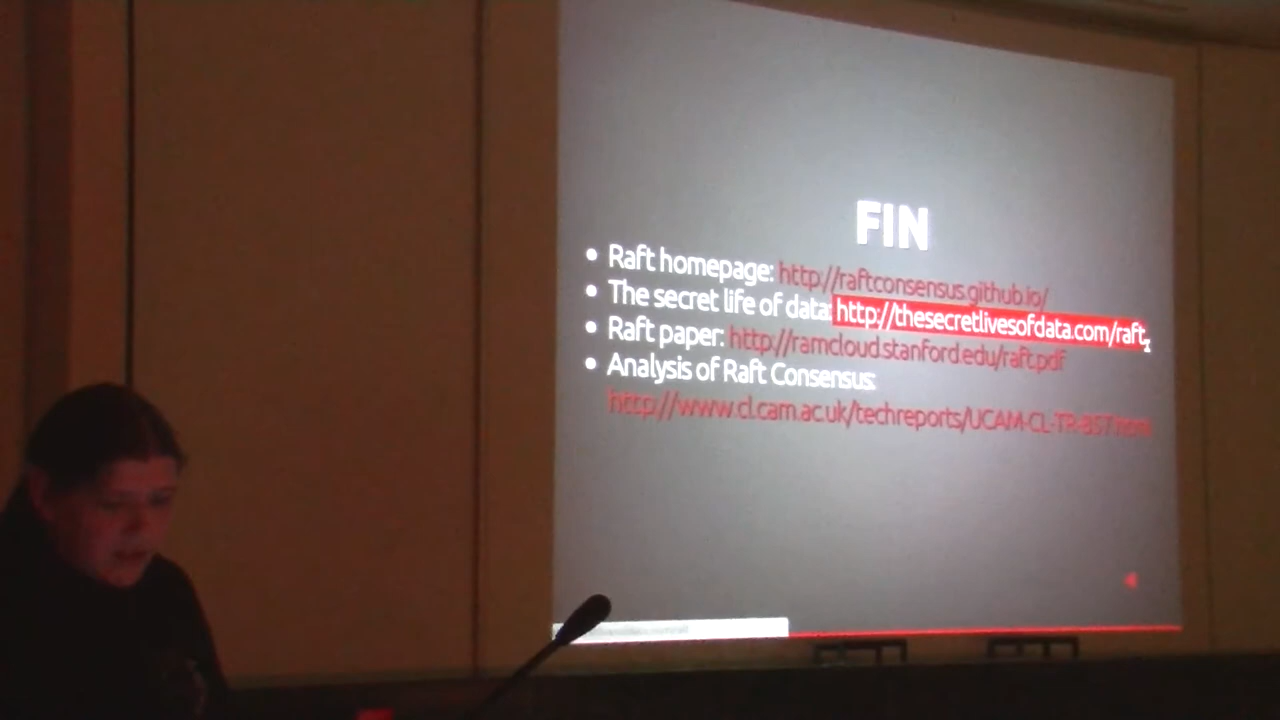 FIN
• Raft homepage: http://raftconsensus.github.io/
• The secret life of data: http://thesecretlivesofdata.com/raft
• Raft paper: http://ramcloud.stanford.edu/raft.pdf
• Analysis of Raft Consensus:
http://www.cl.cam.ac.uk/techreports/UCAM-CL-TR-857.html